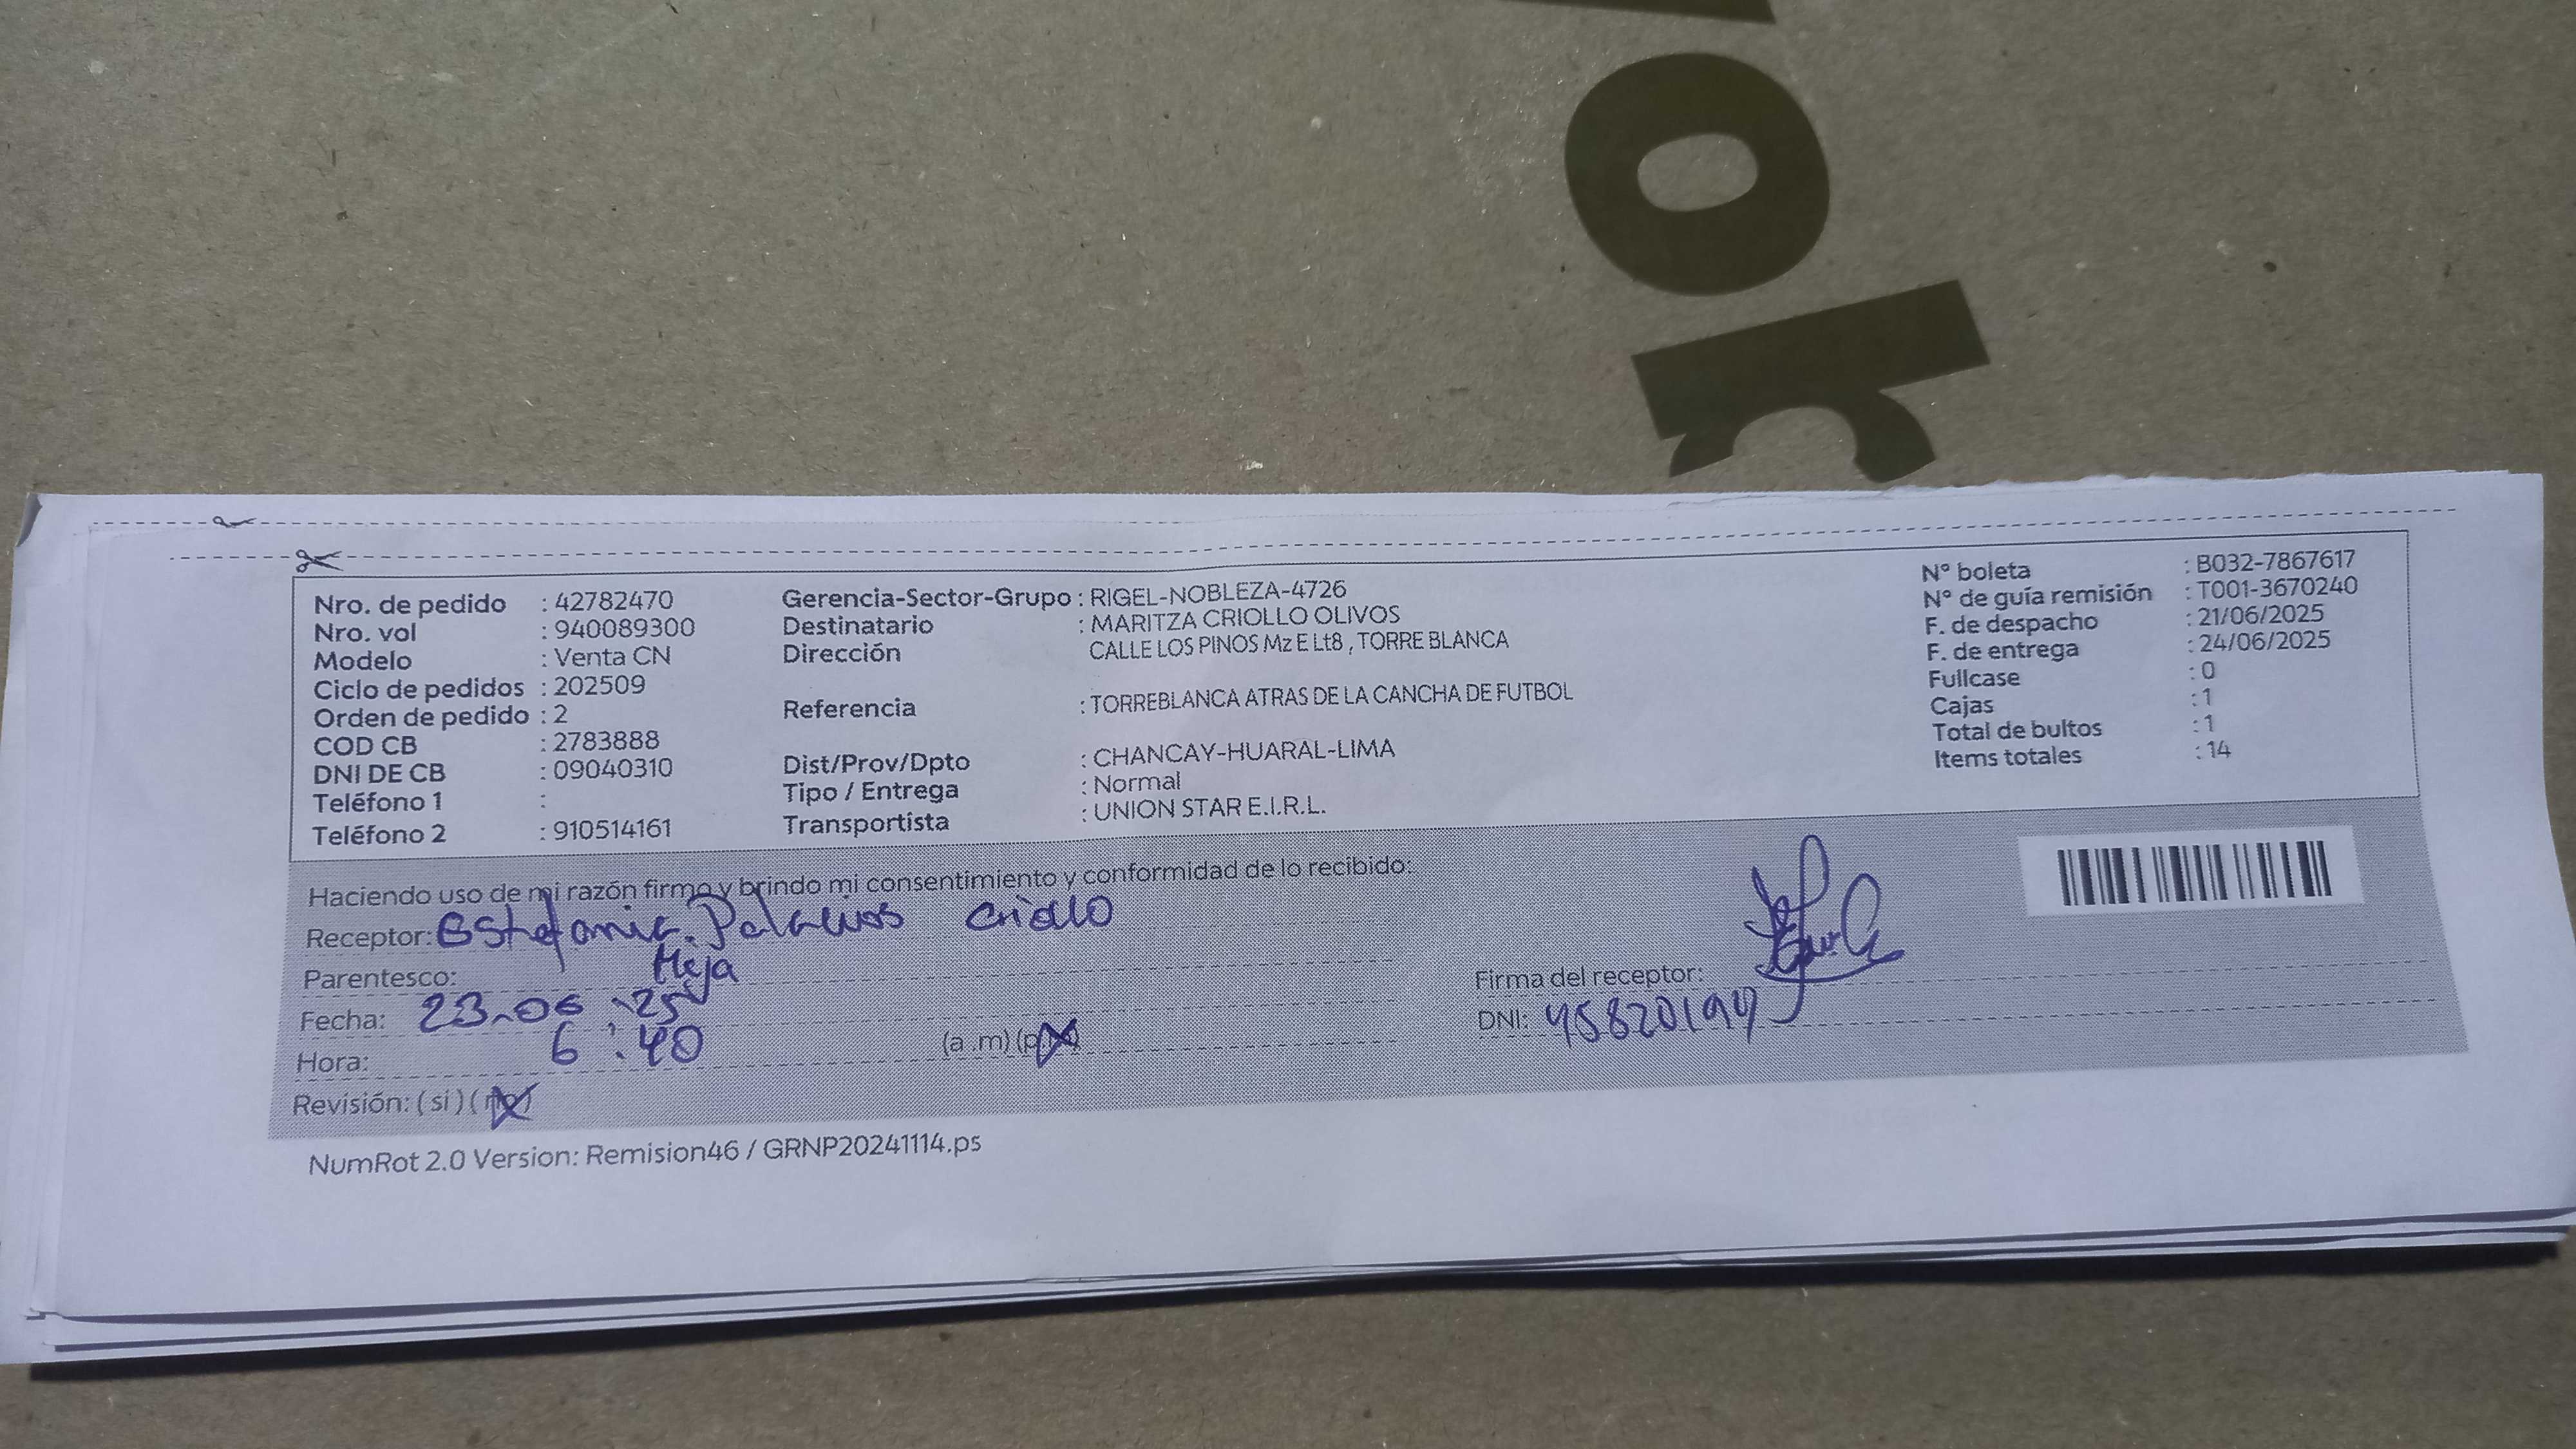 or
Nro. de pedido : 42782470
Nro. vol : 940089300
Modelo : Venta CN
Ciclo de pedidos : 202509
Orden de pedido : 2
COD CB : 2783888
DNI DE CB : 09040310
Teléfono 1 :
Teléfono 2 : 910514161
Gerencia-Sector-Grupo : RIGEL-NOBLEZA-4726
Destinatario : MARITZA CRIOLLO OLIVOS
Dirección CALLE LOS PINOS Mz E Lt8 , TORRE BLANCA
Referencia : TORREBLANCA ATRAS DE LA CANCHA DE FUTBOL
Dist/Prov/Dpto : CHANCAY-HUARAL-LIMA
Tipo / Entrega : Normal
Transportista : UNION STAR E.I.R.L.
N° boleta : B032-7867617
N° de guía remisión : T001-3670240
F. de despacho : 21/06/2025
F. de entrega : 24/06/2025
Fullcase : 0
Cajas : 1
Total de bultos : 1
Items totales : 14
Haciendo uso de mi razón firmo y brindo mi consentimiento y conformidad de lo recibido:
Receptor: Estefania Palacios Criollo
Parentesco: Hija
Fecha: 23.06.25
Hora: 6:40 (a .m) (p
Revisión: ( si ) ( no )
Firma del receptor:
DNI:
NumRot 2.0 Version: Remision46 / GRNP20241114.ps